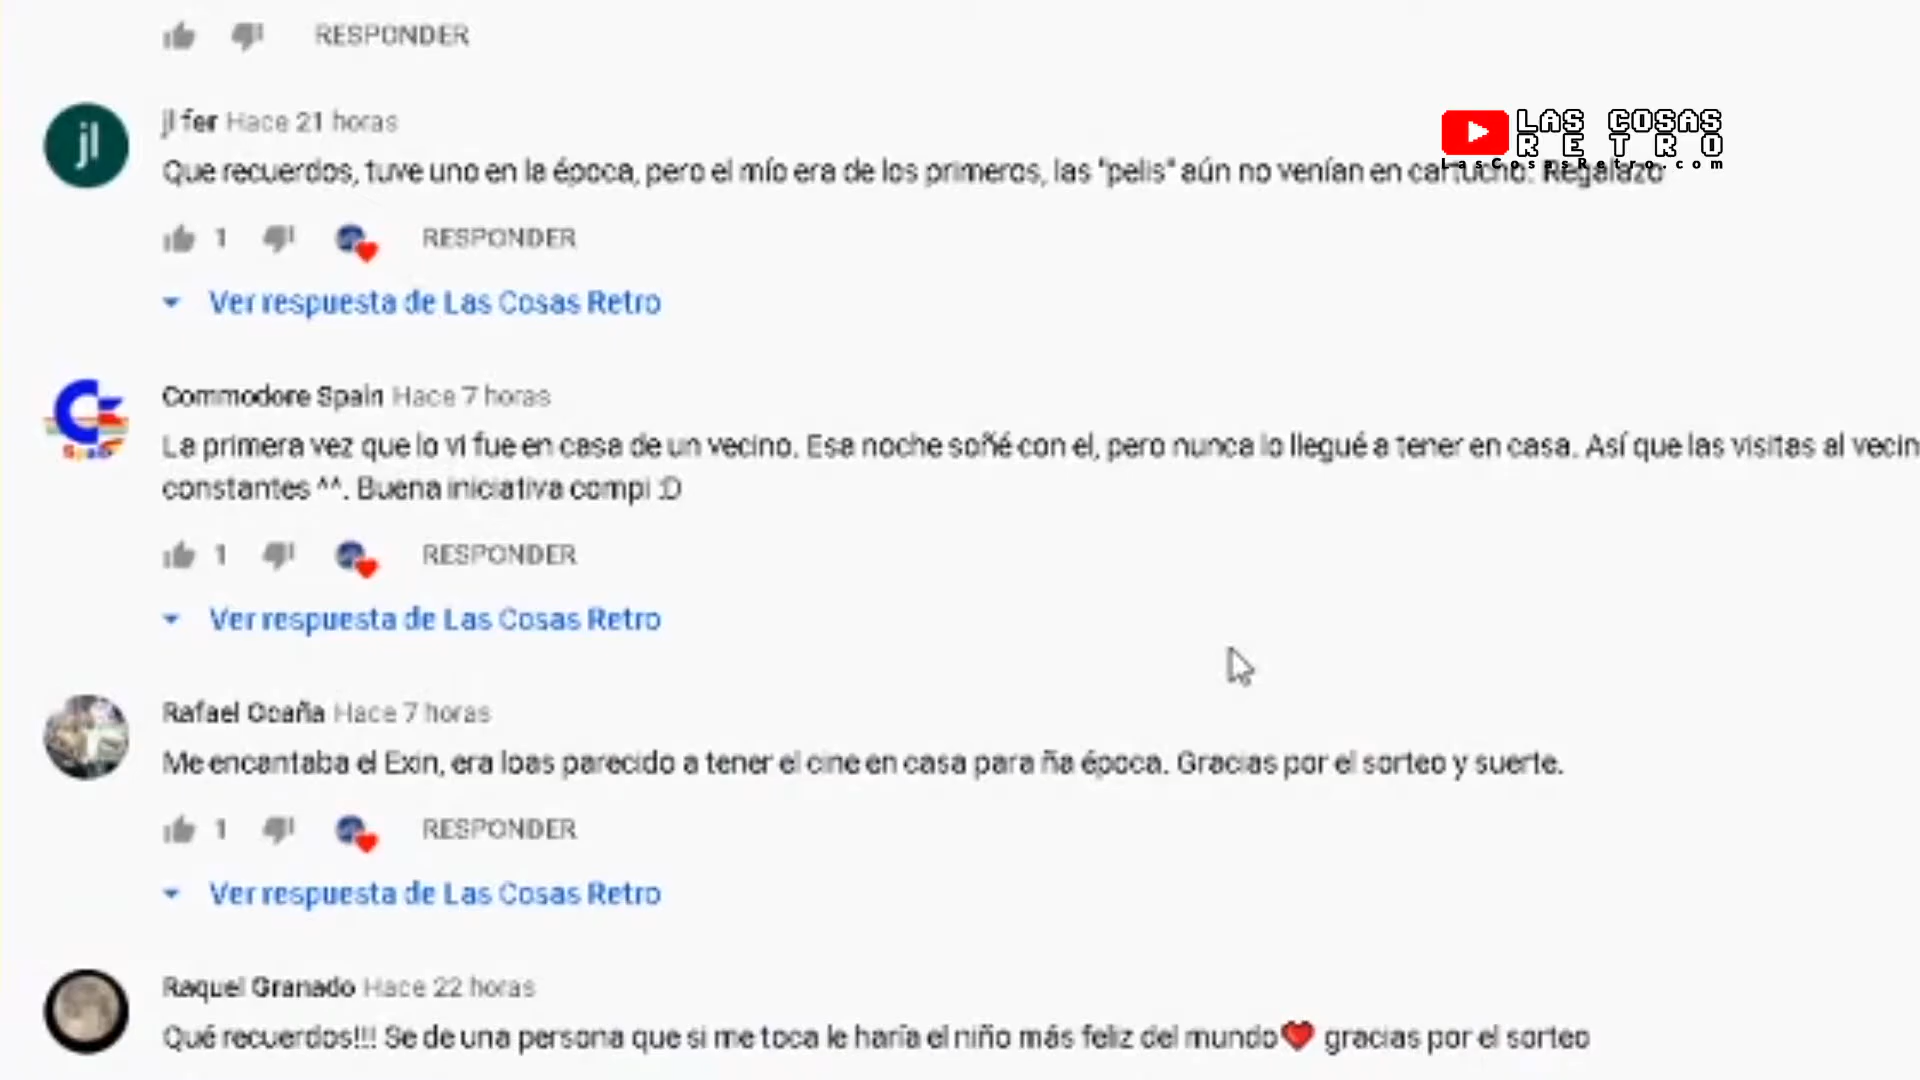 RESPONDER
jl
jl fer Hace 21 horas
LAS COSAS
RETRO
LasCosasRetro.com
Que recuerdos, tuve uno en la época, pero el mío era de los primeros, las "pelis" aún no venían en cartucho. Regalazo
1 RESPONDER
Ver respuesta de Las Cosas Retro
Commodore Spain Hace 7 horas
La primera vez que lo vi fue en casa de un vecino. Esa noche soñé con el, pero nunca lo llegué a tener en casa. Así que las visitas al vecin
constantes ^^. Buena iniciativa compi :D
1 RESPONDER
Ver respuesta de Las Cosas Retro
Rafael Ocaña Hace 7 horas
Me encantaba el Exin, era loas parecido a tener el cine en casa para ña época. Gracias por el sorteo y suerte.
1 RESPONDER
Ver respuesta de Las Cosas Retro
Raquel Granado Hace 22 horas
Qué recuerdos!!! Se de una persona que si me toca le haría el niño más feliz del mundo❤ gracias por el sorteo